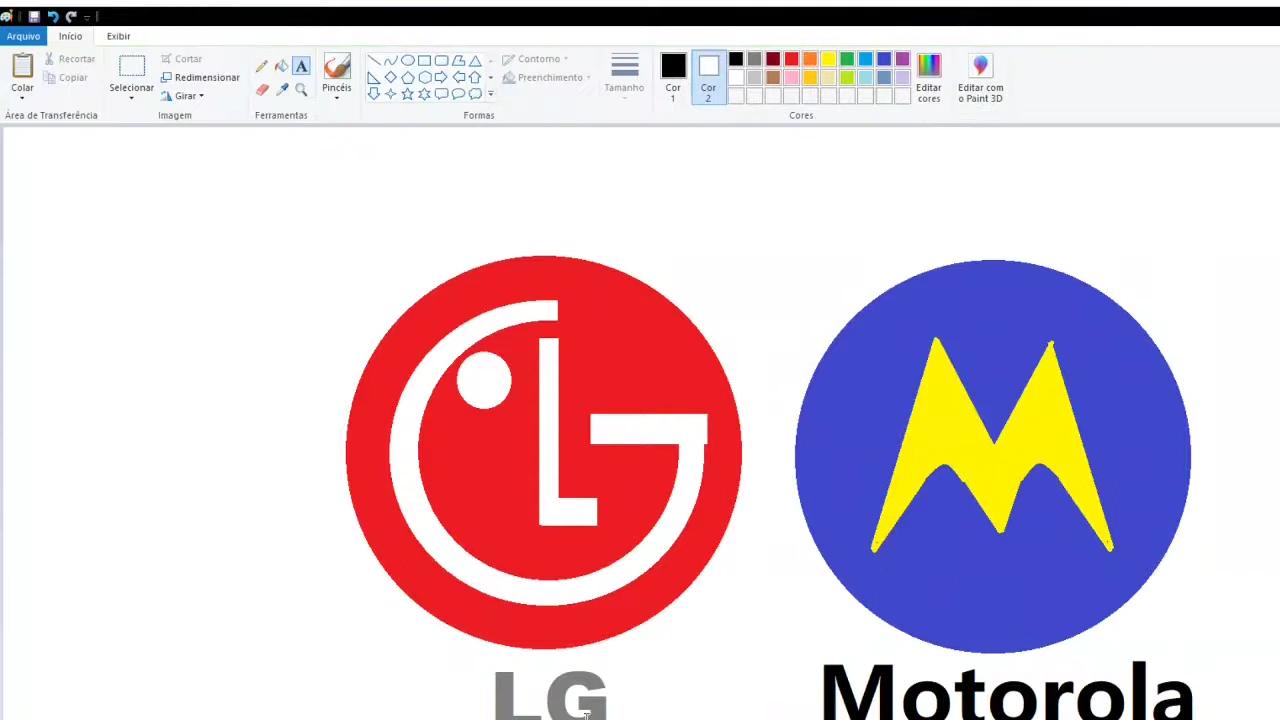 Arquivo Início Exibir
Colar
Recortar
Copiar
Área de Transferência
Selecionar
Cortar
Redimensionar
Girar
Imagem
A
Ferramentas
Pincéis
Contorno
Preenchimento
Formas
Tamanho
Cor
1
Cor
2
Cores
Editar
cores
Editar com
o Paint 3D
LG
Motorola